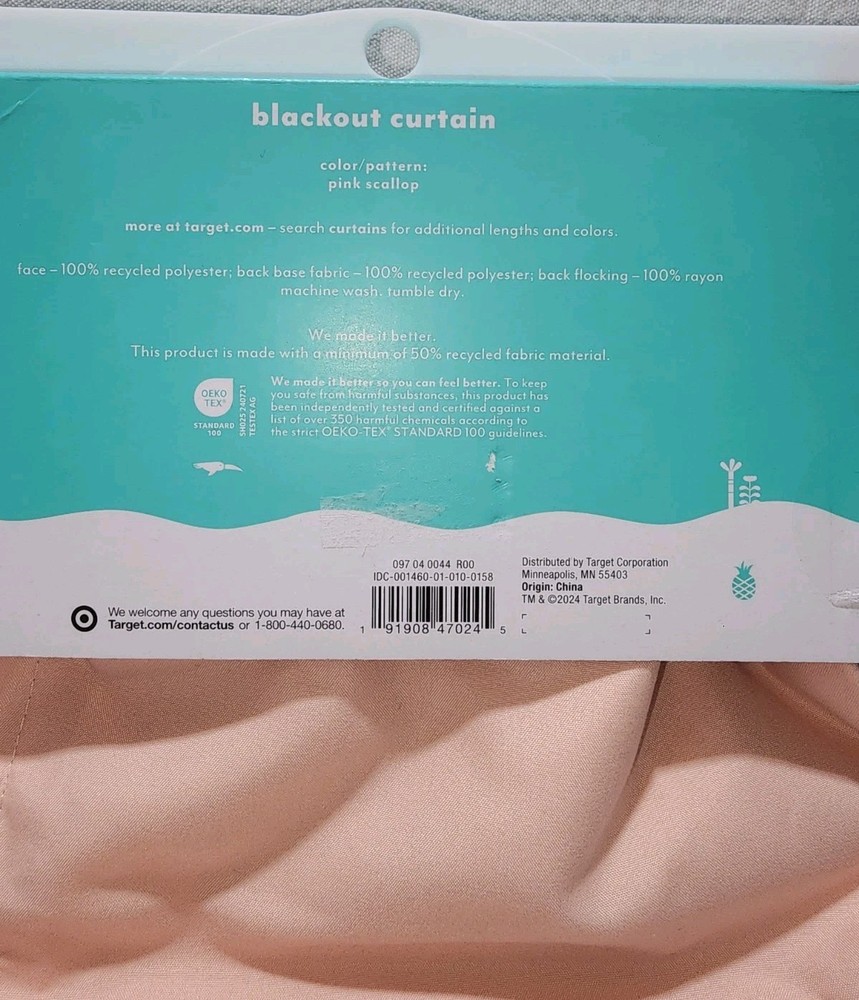 blackout curtain
color/pattern:
pink scallop
more at target.com – search curtains for additional lengths and colors.
face – 100% recycled polyester; back base fabric – 100% recycled polyester; back flocking – 100% rayon
machine wash. tumble dry.
We made it better.
This product is made with a minimum of 50% recycled fabric material.
OEKO
TEX®
STANDARD
100
SH025 240721
TESTEX AG
We made it better so you can feel better. To keep
you safe from harmful substances, this product has
been independently tested and certified against a
list of over 350 harmful chemicals according to
the strict OEKO-TEX® STANDARD 100 guidelines.
097 04 0044 R00
IDC-001460-01-010-0158
1 91908 47024 5
Distributed by Target Corporation
Minneapolis, MN 55403
Origin: China
TM & ©2024 Target Brands, Inc.
We welcome any questions you may have at
Target.com/contactus or 1-800-440-0680.